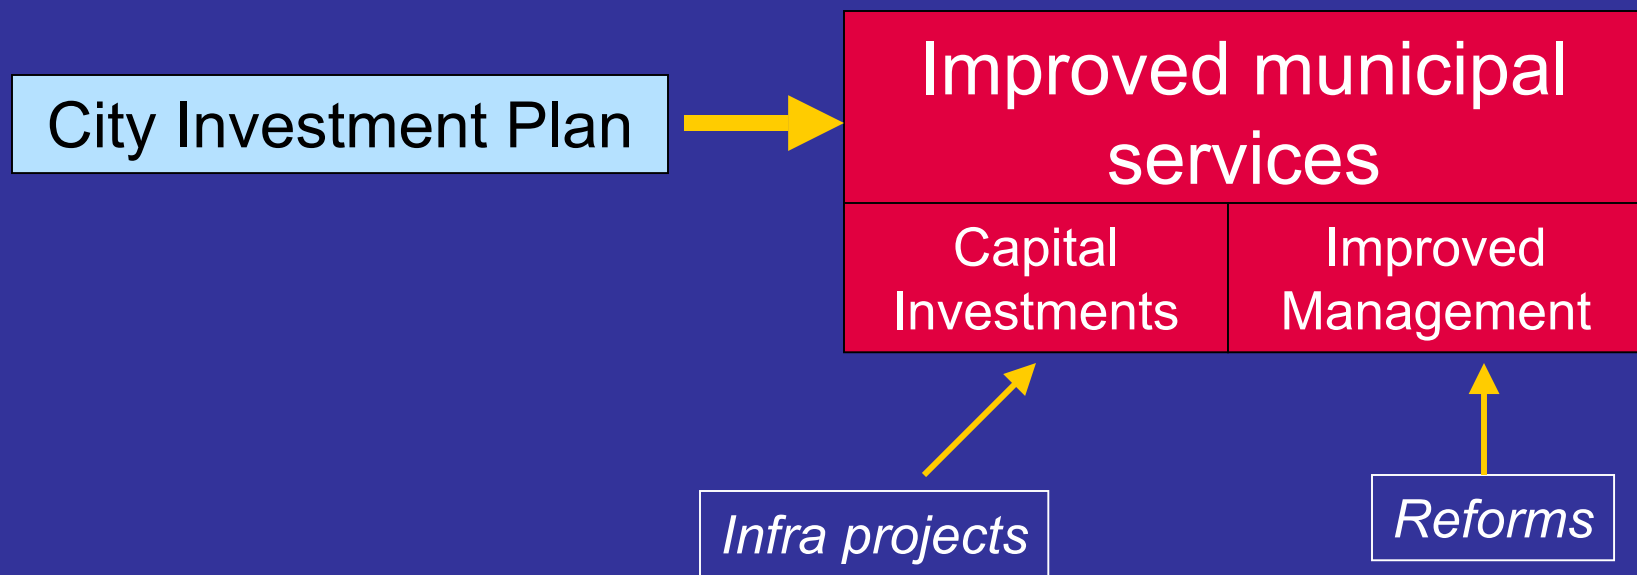 City Investment Plan
Improved municipal
services
Capital
Investments
Improved
Management
Infra projects
Reforms